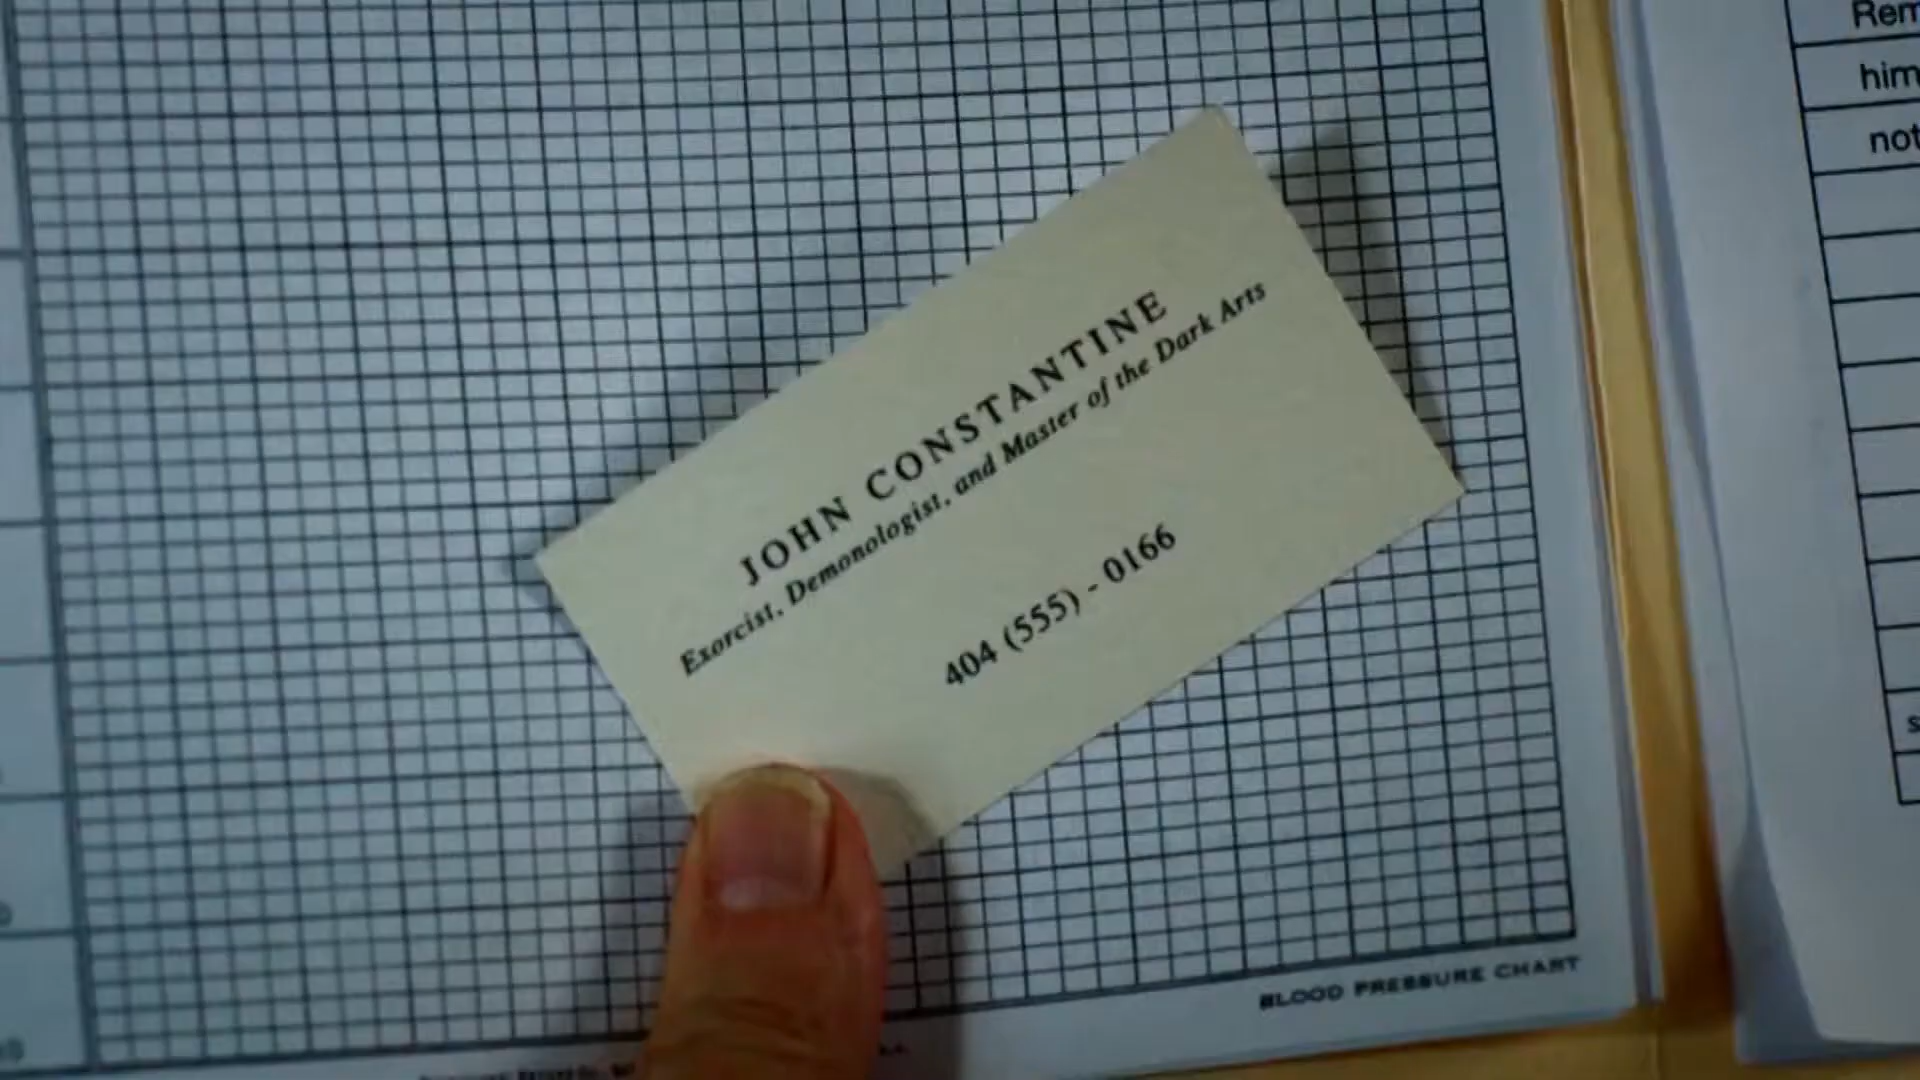 JOHN CONSTANTINE
Exorcist, Demonologist, and Master of the Dark Arts
404 (555) - 0166
BLOOD PRESSURE CHART
Rem
him
not
s